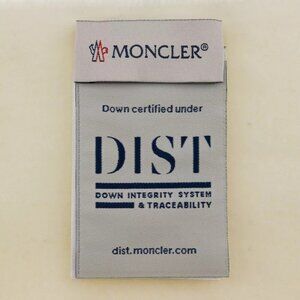 MONCLER®
Down certified under
DIST
DOWN INTEGRITY SYSTEM
& TRACEABILITY
dist.moncler.com